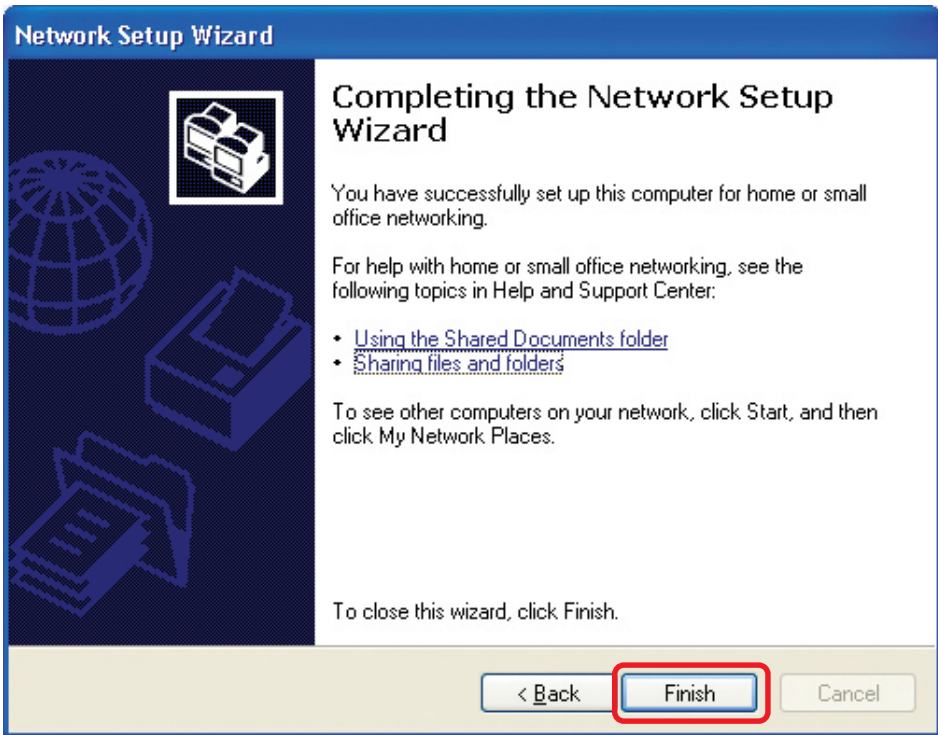 Network Setup Wizard
Completing the Network Setup
Wizard
You have successfully set up this computer for home or small
office networking.
For help with home or small office networking, see the
following topics in Help and Support Center:
• Using the Shared Documents folder
• Sharing files and folders
To see other computers on your network, click Start, and then
click My Network Places.
To close this wizard, click Finish.
< Back Finish Cancel